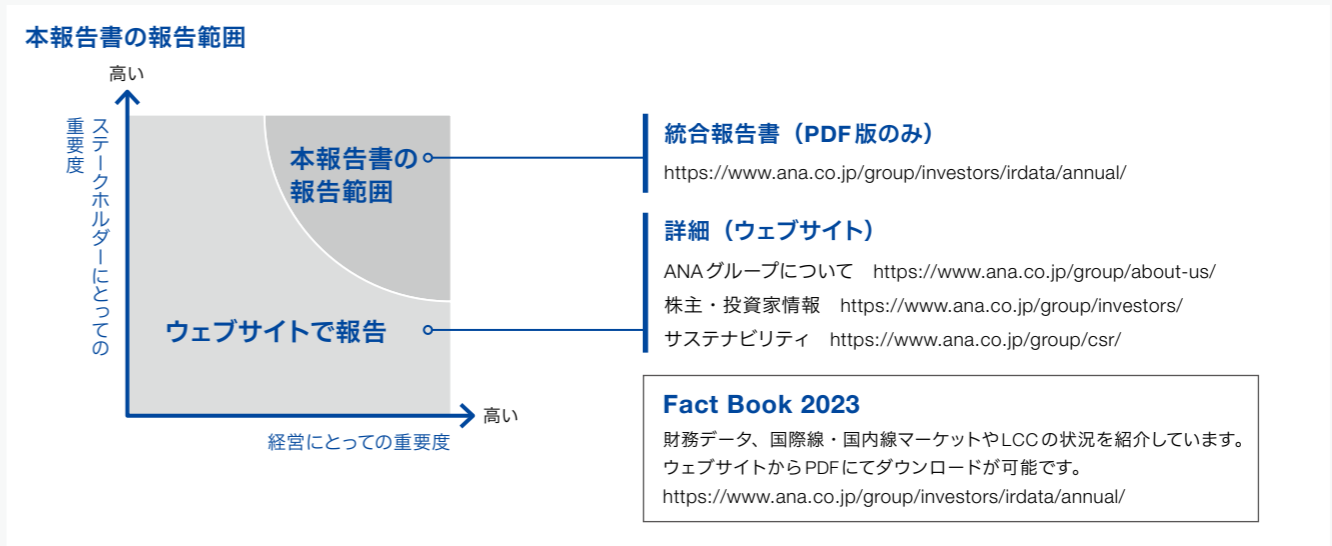 本報告書の報告範囲
高い
ステークホルダーにとっての
重要度
本報告書の
報告範囲
ウェブサイトで報告
高い
経営にとっての重要度
統合報告書（PDF版のみ）
https://www.ana.co.jp/group/investors/irdata/annual/
詳細（ウェブサイト）
ANAグループについて　https://www.ana.co.jp/group/about-us/
株主・投資家情報　https://www.ana.co.jp/group/investors/
サステナビリティ　https://www.ana.co.jp/group/csr/
Fact Book 2023
財務データ、国際線・国内線マーケットやLCCの状況を紹介しています。
ウェブサイトからPDFにてダウンロードが可能です。
https://www.ana.co.jp/group/investors/irdata/annual/